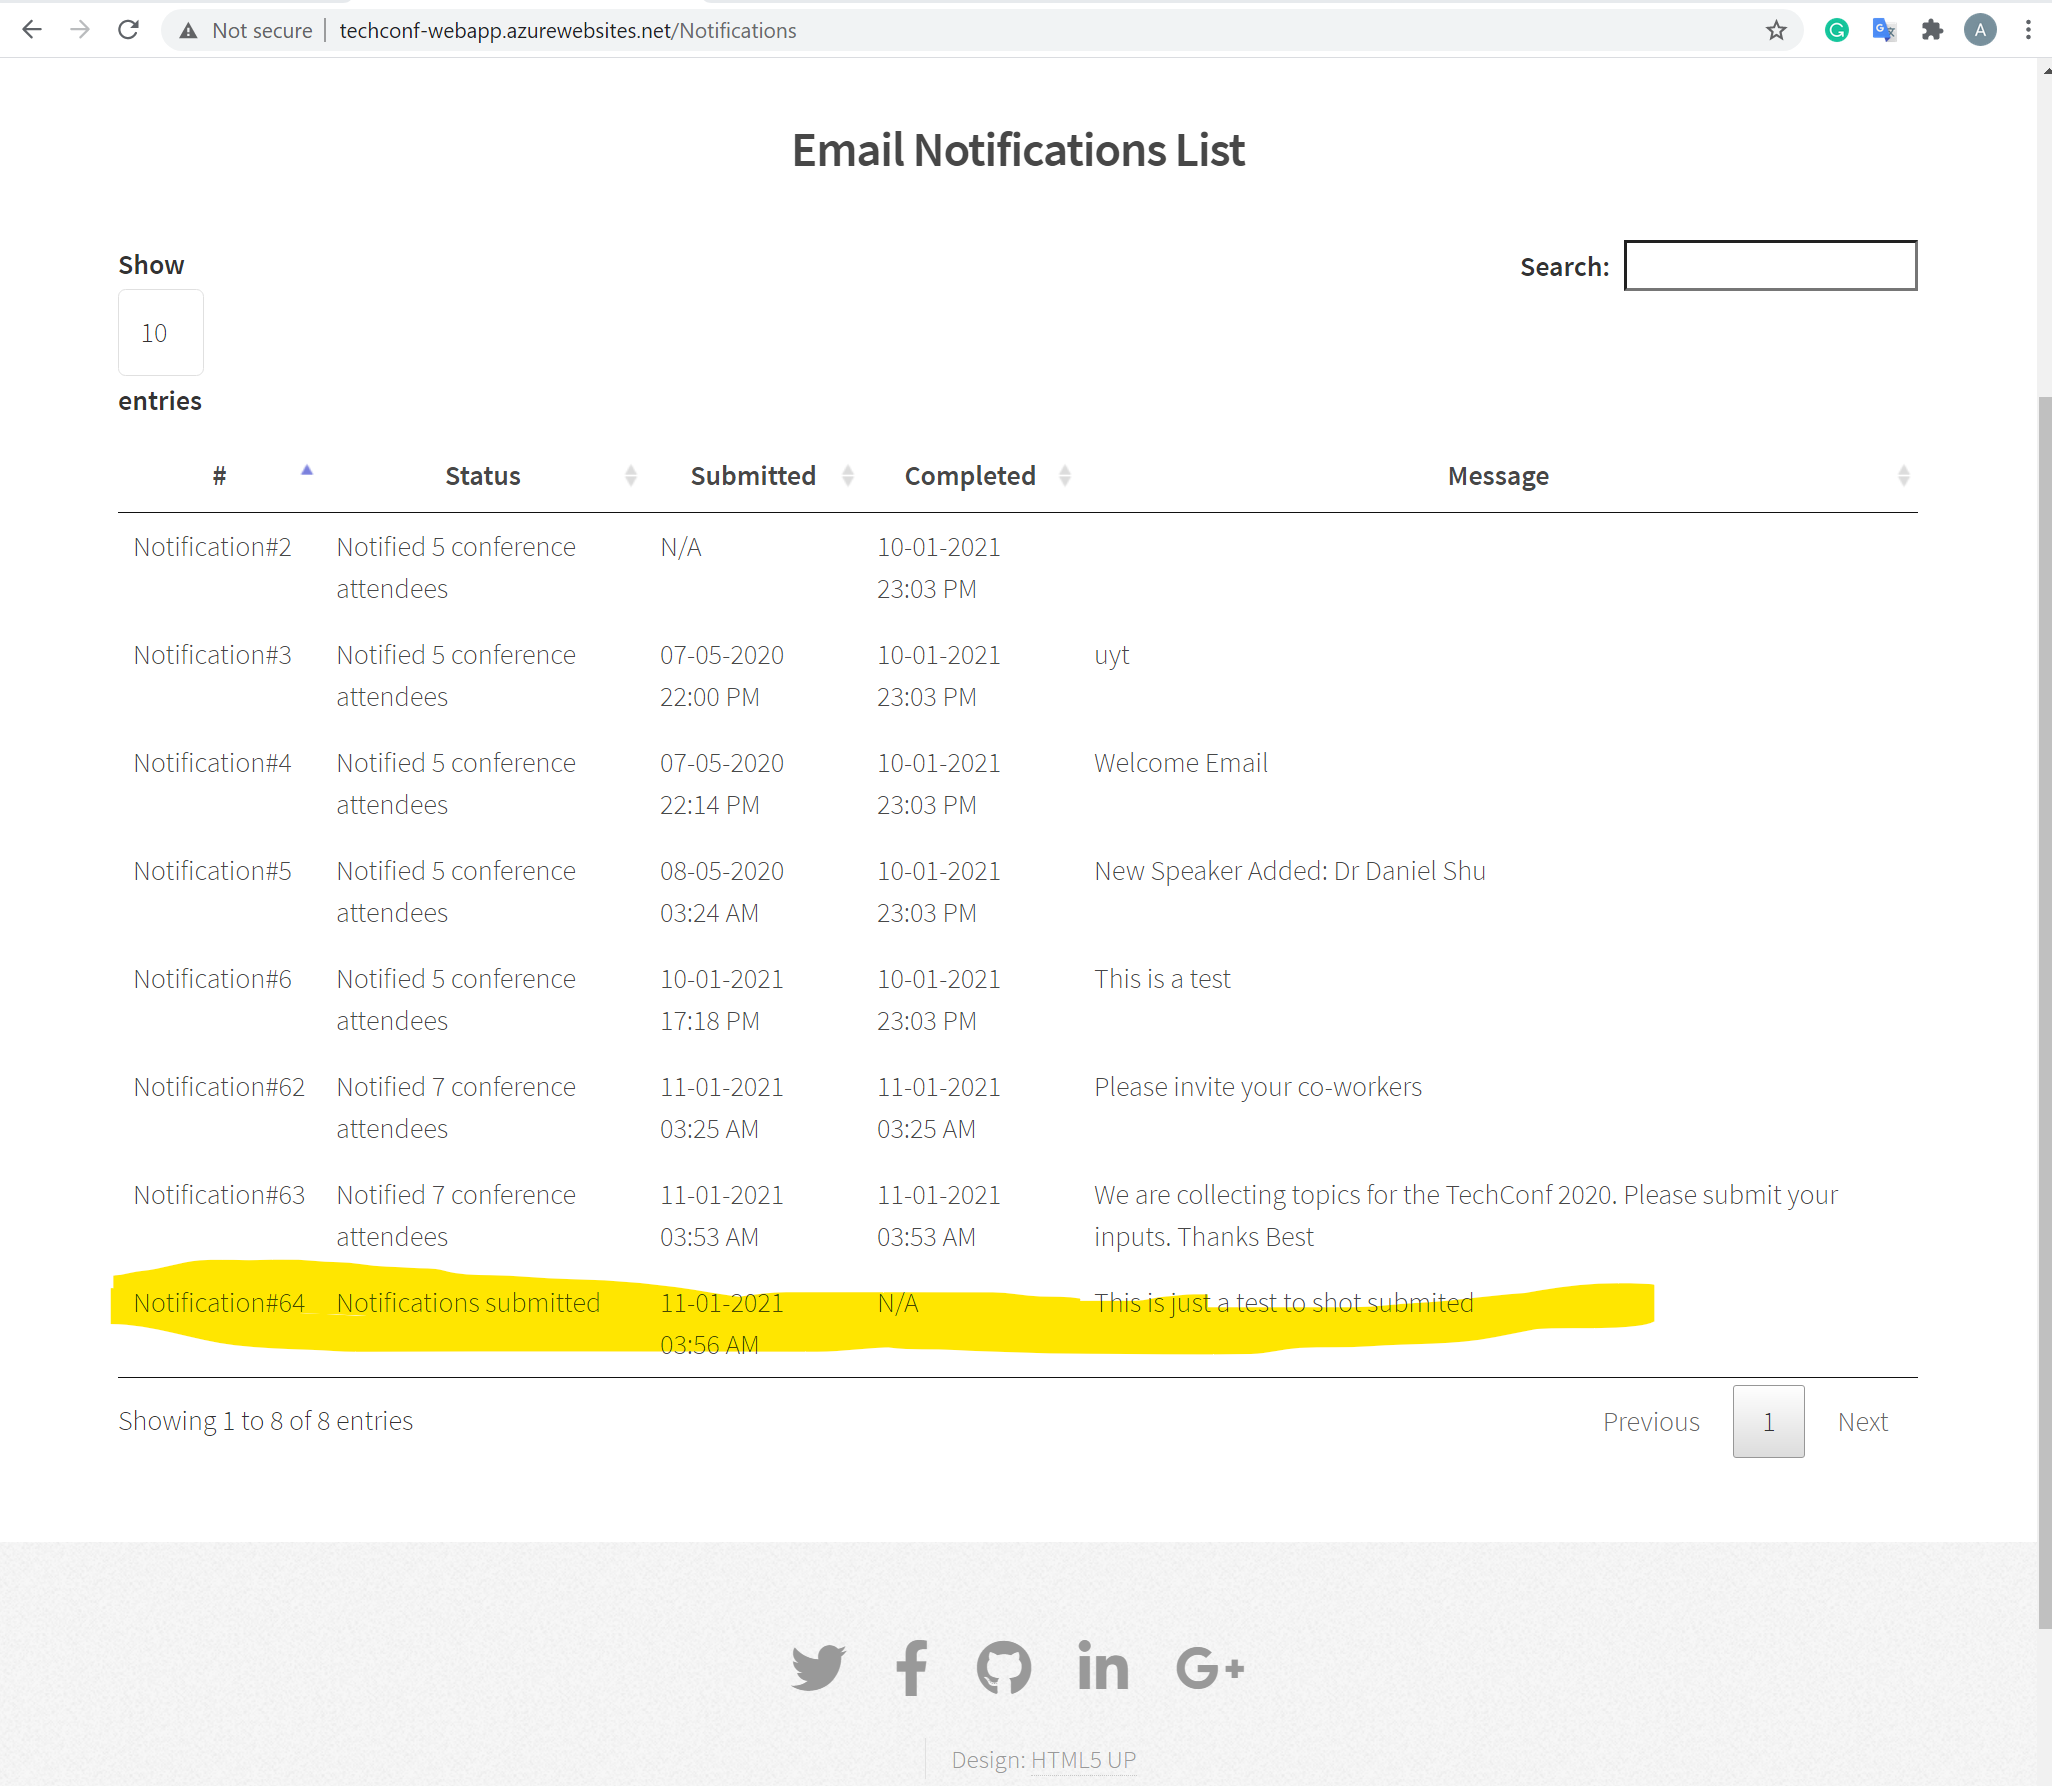 Not secure | techconf-webapp.azurewebsites.net/Notifications
A
Email Notifications List
Show
10
entries
Search:
# Status Submitted Completed Message
Notification#2 Notified 5 conference N/A 10-01-2021
attendees 23:03 PM
Notification#3 Notified 5 conference 07-05-2020 10-01-2021 uyt
attendees 22:00 PM 23:03 PM
Notification#4 Notified 5 conference 07-05-2020 10-01-2021 Welcome Email
attendees 22:14 PM 23:03 PM
Notification#5 Notified 5 conference 08-05-2020 10-01-2021 New Speaker Added: Dr Daniel Shu
attendees 03:24 AM 23:03 PM
Notification#6 Notified 5 conference 10-01-2021 10-01-2021 This is a test
attendees 17:18 PM 23:03 PM
Notification#62 Notified 7 conference 11-01-2021 11-01-2021 Please invite your co-workers
attendees 03:25 AM 03:25 AM
Notification#63 Notified 7 conference 11-01-2021 11-01-2021 We are collecting topics for the TechConf 2020. Please submit your
attendees 03:53 AM 03:53 AM inputs. Thanks Best
Notification#64 Notifications submitted 11-01-2021 N/A This is just a test to shot submited
03:56 AM
Showing 1 to 8 of 8 entries
Previous 1 Next
Design: HTML5 UP